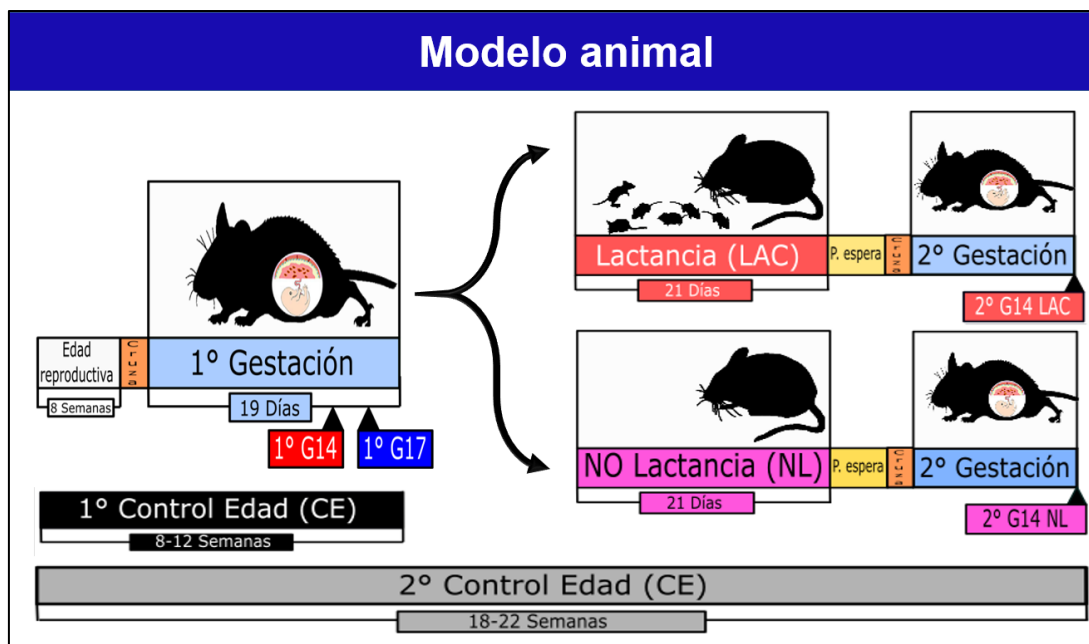 Modelo animal
Edad
reproductiva
Cruza
1° Gestación
8 Semanas
19 Días
1° G14
1° G17
Lactancia (LAC)
P. espera
Cruza
2° Gestación
21 Días
2° G14 LAC
NO Lactancia (NL)
P. espera
Cruza
2° Gestación
21 Días
2° G14 NL
1° Control Edad (CE)
8-12 Semanas
2° Control Edad (CE)
18-22 Semanas